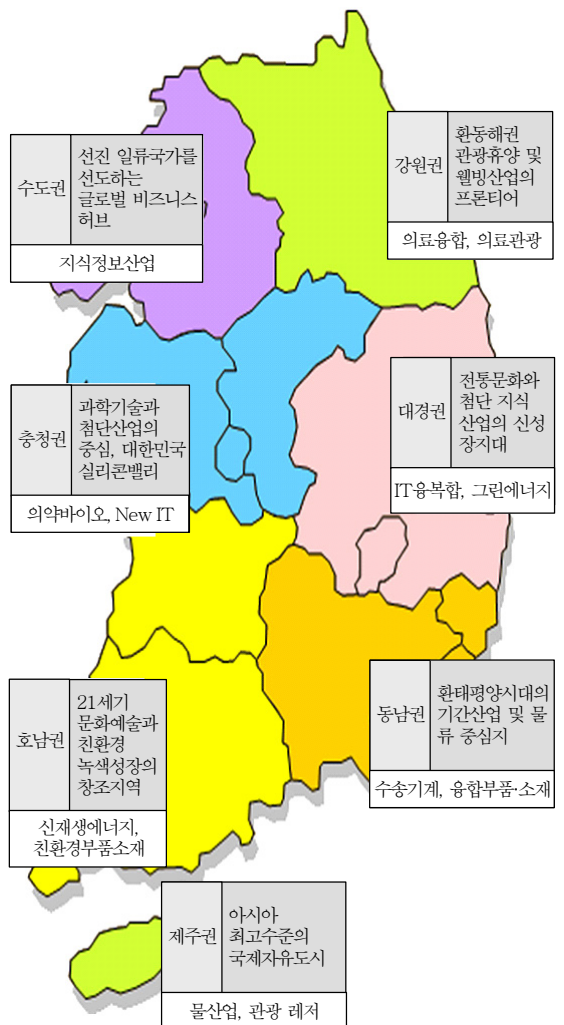 수도권
선진 일류국가를
선도하는
글로벌 비즈니스
허브
지식정보산업
강원권
환동해권
관광휴양 및
웰빙산업의
프론티어
의료융합, 의료관광
충청권
과학기술과
첨단산업의
중심, 대한민국
실리콘밸리
의약바이오, New IT
대경권
전통문화와
첨단 지식
산업의 신성
장지대
IT융복합, 그린에너지
호남권
21세기
문화예술과
친환경
녹색성장의
창조지역
신재생에너지,
친환경부품소재
동남권
환태평양시대의
기간산업 및 물
류 중심지
수송기계, 융합부품·소재
제주권
아시아
최고수준의
국제자유도시
물산업, 관광 레저